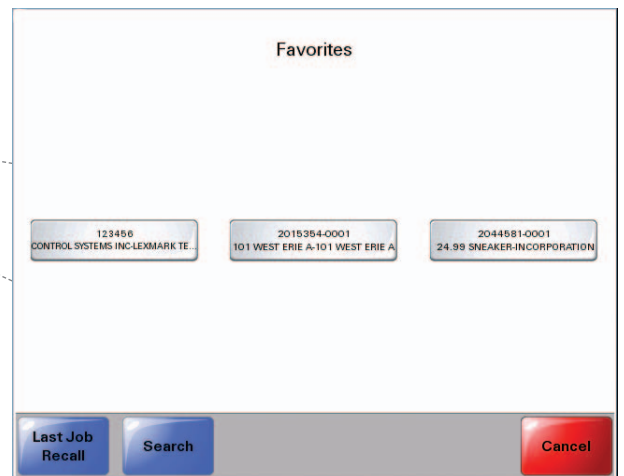 Favorites
123456
CONTROL SYSTEMS INC-LEXMARK TE...
2015354-0001
101 WEST ERIE A-101 WEST ERIE A
2044581-0001
24.99 SNEAKER-INCORPORATION
Last Job
Recall
Search
Cancel